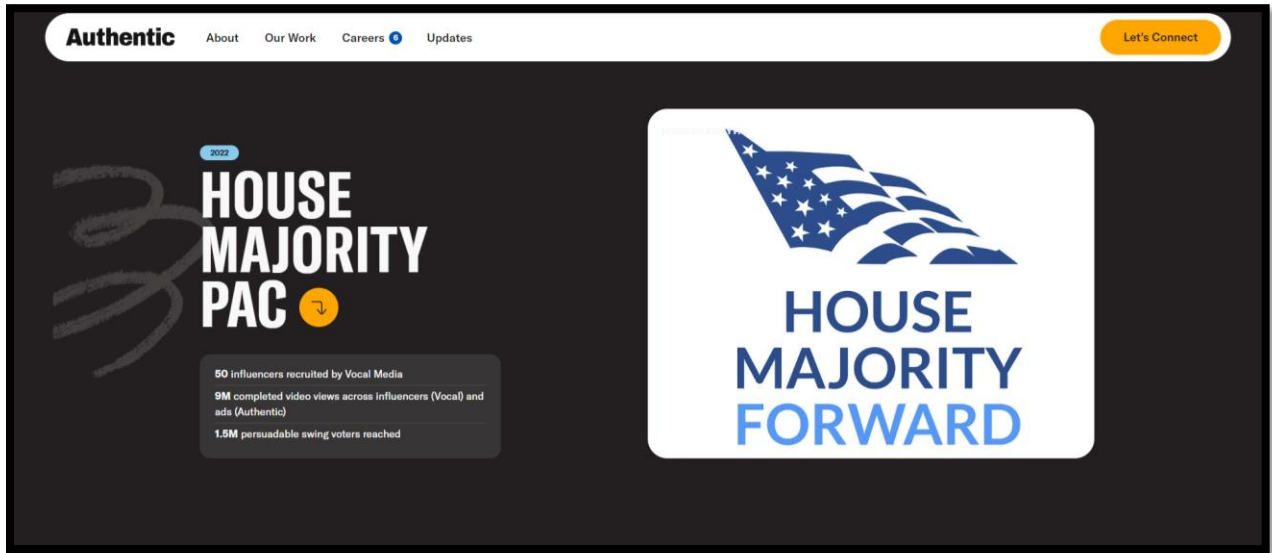 Authentic
About
Our Work
Careers 6
Updates
Let's Connect
2022
HOUSE
MAJORITY
PAC
50 influencers recruited by Vocal Media
9M completed video views across influencers (Vocal) and
ads (Authentic)
1.5M persuadable swing voters reached
HOUSE
MAJORITY
FORWARD